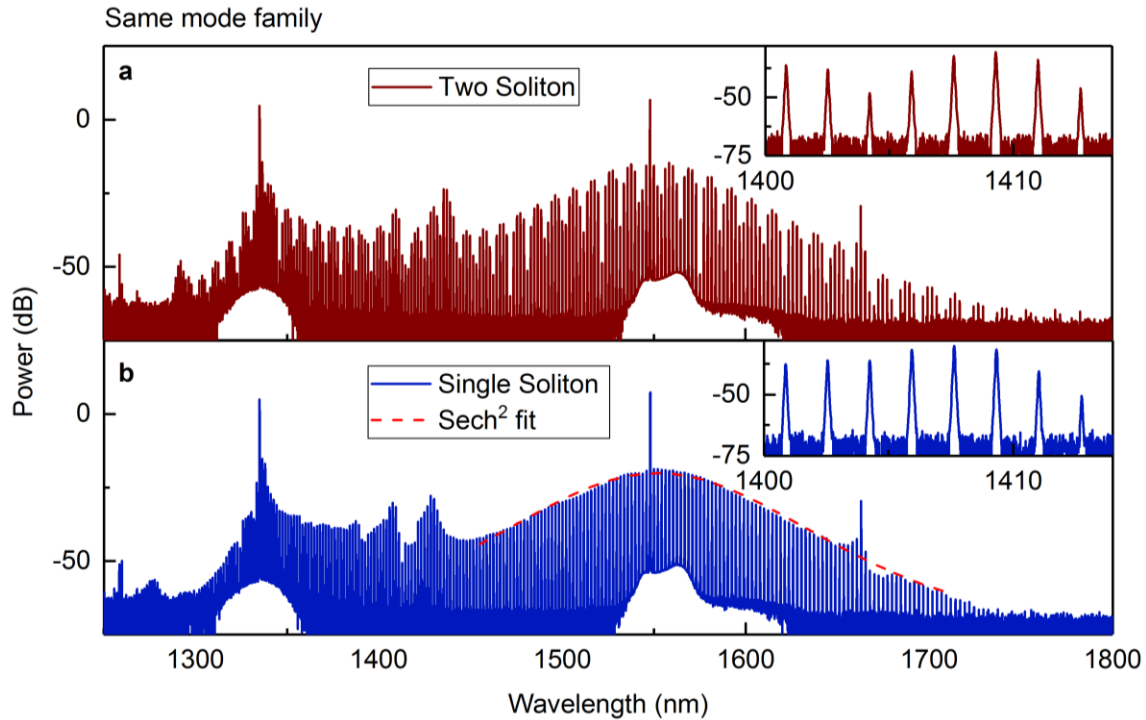 Same mode family
a
Two Soliton
-50
-75
1400 1410
0
-50
b
Single Soliton
Sech² fit
-50
-75
1400 1410
0
-50
Power (dB)
1300 1400 1500 1600 1700 1800
Wavelength (nm)